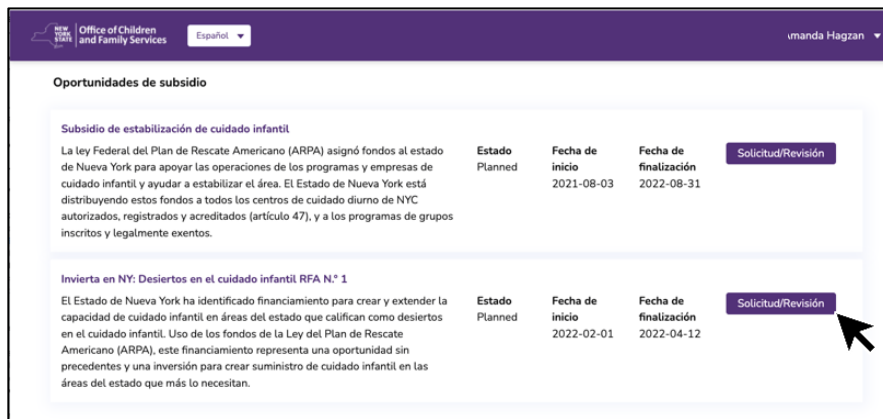 NEW YORK STATE
Office of Children
and Family Services
Español
manda Hagzan
Oportunidades de subsidio
Subsidio de estabilización de cuidado infantil
La ley Federal del Plan de Rescate Americano (ARPA) asignó fondos al estado
de Nueva York para apoyar las operaciones de los programas y empresas de
cuidado infantil y ayudar a estabilizar el área. El Estado de Nueva York está
distribuyendo estos fondos a todos los centros de cuidado diurno de NYC
autorizados, registrados y acreditados (artículo 47), y a los programas de grupos
inscritos y legalmente exentos.
Estado
Planned
Fecha de
inicio
2021-08-03
Fecha de
finalización
2022-08-31
Solicitud/Revisión
Invierta en NY: Desiertos en el cuidado infantil RFA N.° 1
El Estado de Nueva York ha identificado financiamiento para crear y extender la
capacidad de cuidado infantil en áreas del estado que califican como desiertos
en el cuidado infantil. Uso de los fondos de la Ley del Plan de Rescate
Americano (ARPA), este financiamiento representa una oportunidad sin
precedentes y una inversión para crear suministro de cuidado infantil en las
áreas del estado que más lo necesitan.
Estado
Planned
Fecha de
inicio
2022-02-01
Fecha de
finalización
2022-04-12
Solicitud/Revisión